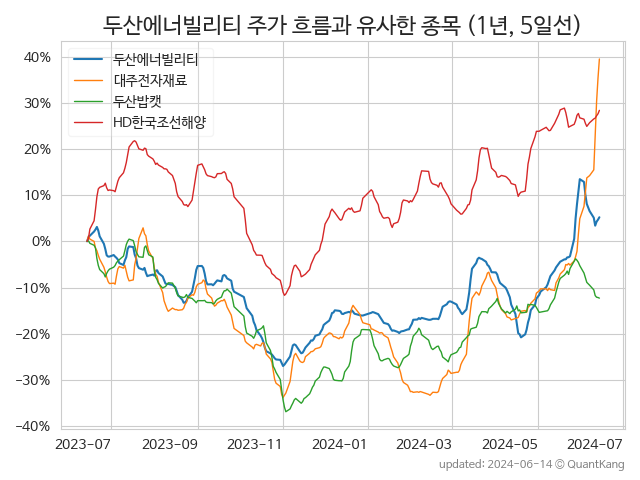 두산에너빌리티 주가 흐름과 유사한 종목 (1년, 5일선)
두산에너빌리티
대주전자재료
두산밥캣
HD한국조선해양
40%
30%
20%
10%
0%
−10%
−20%
−30%
−40%
2023-07 2023-09 2023-11 2024-01 2024-03 2024-05 2024-07
updated: 2024-06-14 © QuantKang